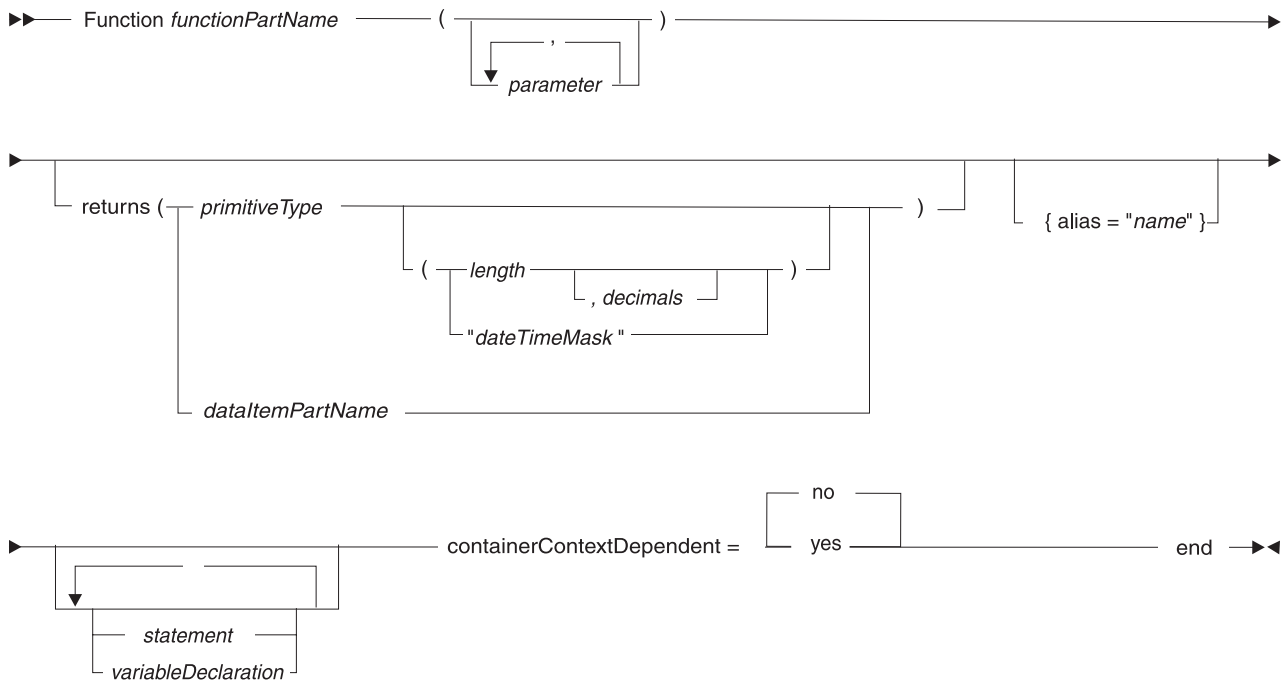 Function functionPartName ( )
,
parameter
returns ( primitiveType )
{ alias = "name" }
( length )
, decimals
"dateTimeMask"
dataItemPartName
no
containerContextDependent = yes end
statement
variableDeclaration